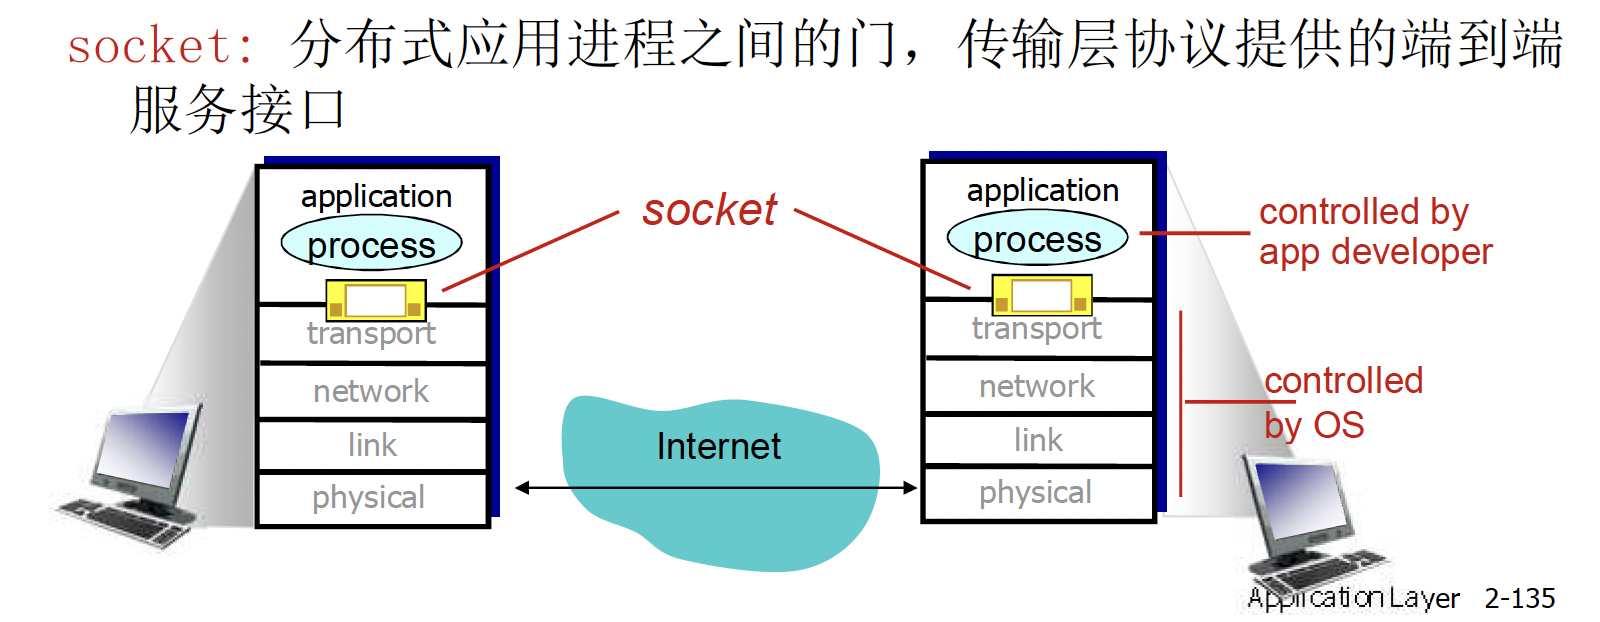 socket: 分布式应用进程之间的门，传输层协议提供的端到端
服务接口
application
process
transport
network
link
physical
socket
Internet
application
process
transport
network
link
physical
controlled by
app developer
controlled
by OS
Application Layer 2-135